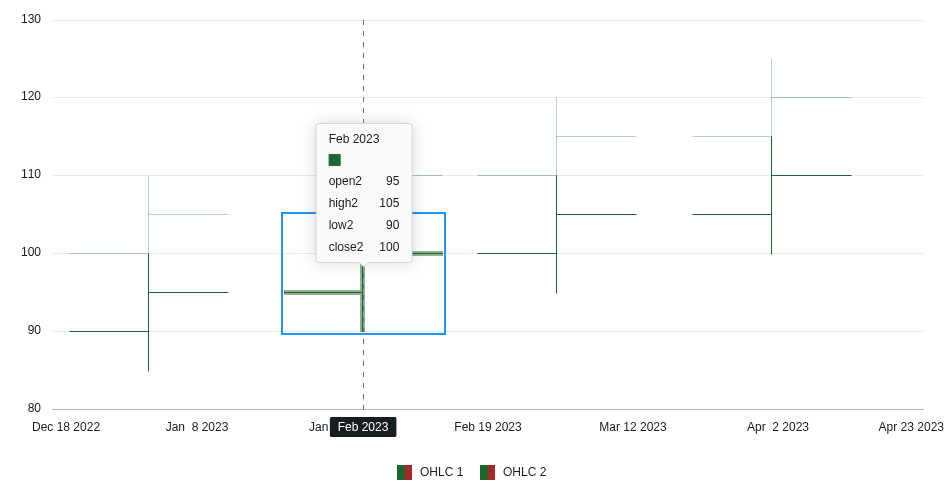 130
120
110
100
90
80
Feb 2023
open2 95
high2 105
low2 90
close2 100
Dec 18 2022 Jan 8 2023 Jan Feb 2023 Feb 19 2023 Mar 12 2023 Apr 2 2023 Apr 23 2023
OHLC 1 OHLC 2